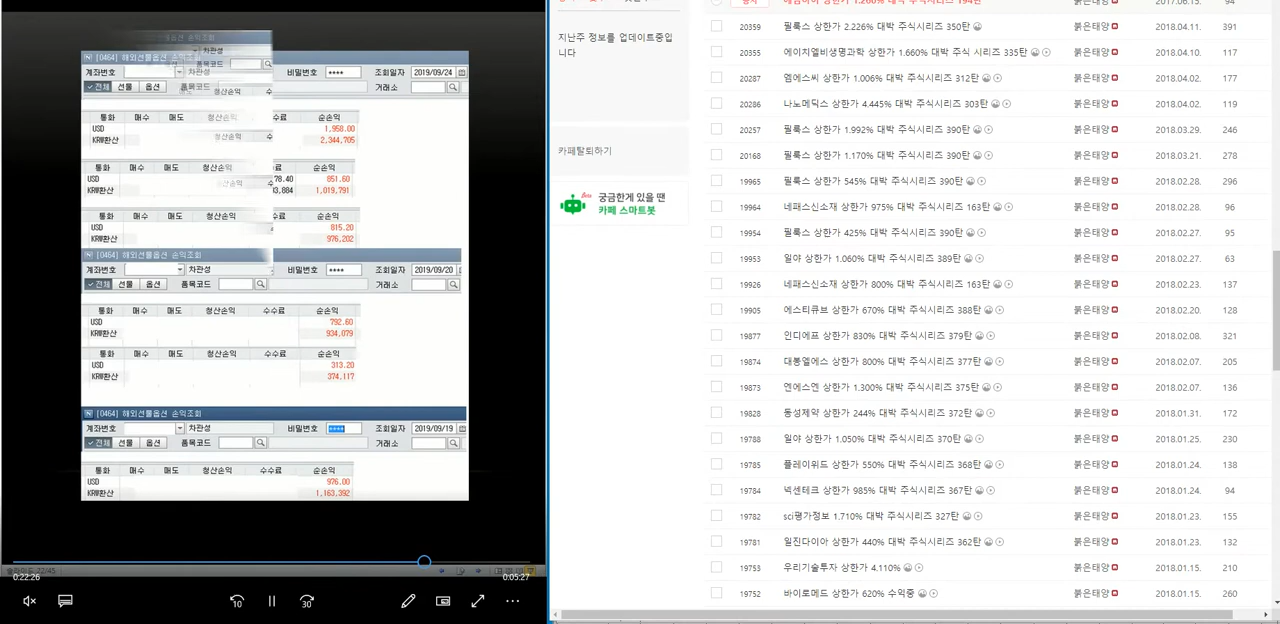 [0464] 해외선물옵션 손익조회
계좌번호 차관성 비밀번호 **** 조회일자 2019/09/24
전체 선물 옵션 품목코드 거래소
통화 매수 매도 청산손익 수수료 순손익
USD 1,958.00
KRW환산 2,344,705
통화 매수 매도 청산손익 순손익
USD 78.40 851.60
KRW환산 1,019,791
통화 매수 매도 청산손익 순손익
USD 815.20
KRW환산 976,202
[0464] 해외선물옵션 손익조회
계좌번호 차관성 비밀번호 **** 조회일자 2019/09/20
전체 선물 옵션 품목코드 거래소
통화 매수 매도 청산손익 수수료 순손익
USD 792.60
KRW환산 934,079
통화 매수 매도 청산손익 수수료 순손익
USD 313.20
KRW환산 374,117
[0464] 해외선물옵션 손익조회
계좌번호 차관성 비밀번호 **** 조회일자 2019/09/19
전체 선물 옵션 품목코드 거래소
통화 매수 매도 청산손익 수수료 순손익
USD 976.00
KRW환산 1,163,392
0:22:26 0:05:27
10 30
지난주 정보를 업데이트중입
니다
카페탈퇴하기
궁금한게 있을 땐
카페 스마트봇
2017.06.15. 94
20359 필룩스 상한가 2.226% 대박 주식시리즈 350탄 붉은태양 2018.04.11. 391
20355 에이치엘비생명과학 상한가 1.660% 대박 주식 시리즈 335탄 붉은태양 2018.04.10. 117
20287 엠에스씨 상한가 1.006% 대박 주식시리즈 312탄 붉은태양 2018.04.02. 177
20286 나노메딕스 상한가 4.445% 대박 주식시리즈 303탄 붉은태양 2018.04.02. 119
20257 필룩스 상한가 1.992% 대박 주식시리즈 390탄 붉은태양 2018.03.29. 246
20168 필룩스 상한가 1.170% 대박 주식시리즈 390탄 붉은태양 2018.03.21. 278
19965 필룩스 상한가 545% 대박 주식시리즈 390탄 붉은태양 2018.02.28. 296
19964 네패스신소재 상한가 975% 대박 주식시리즈 163탄 붉은태양 2018.02.28. 96
19954 필룩스 상한가 425% 대박 주식시리즈 390탄 붉은태양 2018.02.27. 95
19953 일야 상한가 1.060% 대박 주식시리즈 389탄 붉은태양 2018.02.27. 63
19926 네패스신소재 상한가 800% 대박 주식시리즈 163탄 붉은태양 2018.02.23. 137
19905 에스티큐브 상한가 670% 대박 주식시리즈 388탄 붉은태양 2018.02.20. 128
19877 인디에프 상한가 830% 대박 주식시리즈 379탄 붉은태양 2018.02.08. 321
19874 대봉엘에스 상한가 800% 대박 주식시리즈 377탄 붉은태양 2018.02.07. 205
19873 엔에스엔 상한가 1.300% 대박 주식시리즈 375탄 붉은태양 2018.02.07. 136
19828 동성제약 상한가 244% 대박 주식시리즈 372탄 붉은태양 2018.01.31. 172
19788 일야 상한가 1.050% 대박 주식시리즈 370탄 붉은태양 2018.01.25. 230
19785 플레이위드 상한가 550% 대박 주식시리즈 368탄 붉은태양 2018.01.24. 138
19784 넥센테크 상한가 985% 대박 주식시리즈 367탄 붉은태양 2018.01.24. 94
19782 sci평가정보 1.710% 대박 주식시리즈 327탄 붉은태양 2018.01.23. 155
19781 일진다이아 상한가 440% 대박 주식시리즈 362탄 붉은태양 2018.01.23. 132
19753 우리기술투자 상한가 4.110% 붉은태양 2018.01.15. 210
19752 바이로메드 상한가 620% 수익중 붉은태양 2018.01.15. 260